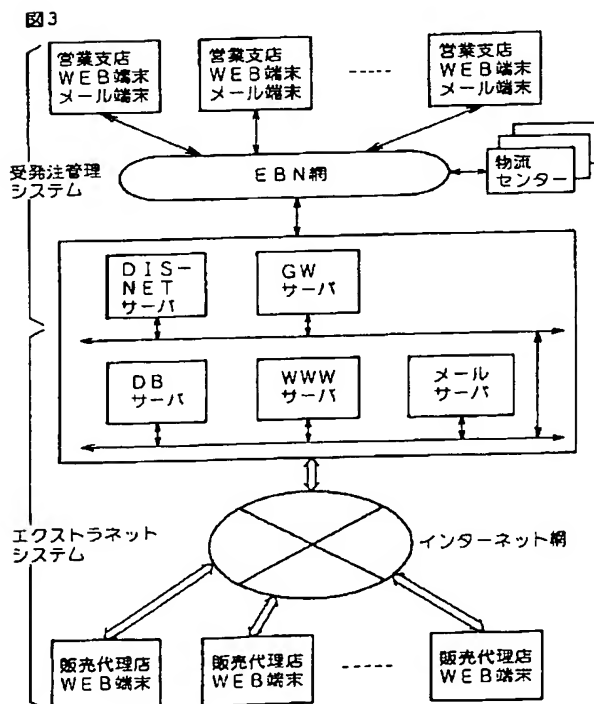 図3
営業支店
WEB端末
メール端末
営業支店
WEB端末
メール端末
営業支店
WEB端末
メール端末
受発注管理
システム
EBN網
物流
センター
DIS-
NET
サーバ
GW
サーバ
DB
サーバ
WWW
サーバ
メール
サーバ
エクストラネット
システム
インターネット網
販売代理店
WEB端末
販売代理店
WEB端末
販売代理店
WEB端末